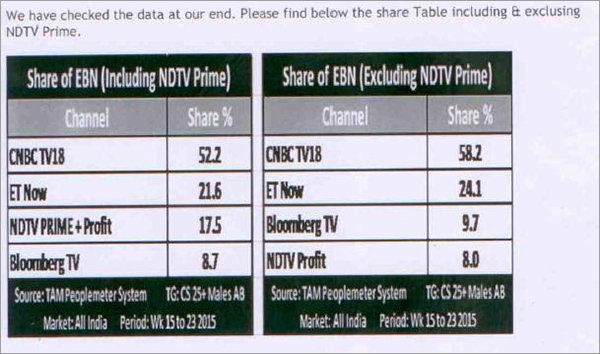 We have checked the data at our end. Please find below the share Table including & exclusing
NDTV Prime.
Share of EBN (Including NDTV Prime)
Channel Share %
CNBC TV18 52.2
ET Now 21.6
NDTV PRIME + Profit 17.5
Bloomberg TV 8.7
Source: TAM Peoplemeter System TG: CS 25+ Males AB
Market: All India Period: Wk 15 to 23 2015
Share of EBN (Excluding NDTV Prime)
Channel Share %
CNBC TV18 58.2
ET Now 24.1
Bloomberg TV 9.7
NDTV Profit 8.0
Source: TAM Peoplemeter System TG: CS 25+ Males AB
Market: All India Period: Wk 15 to 23 2015